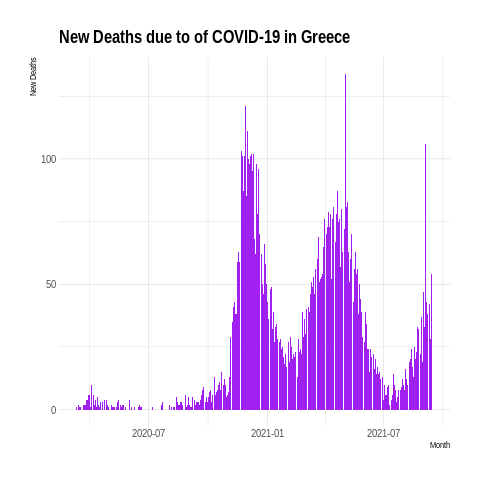 New Deaths due to of COVID-19 in Greece
New Deaths
100
50
0
2020-07 2021-01 2021-07
Month